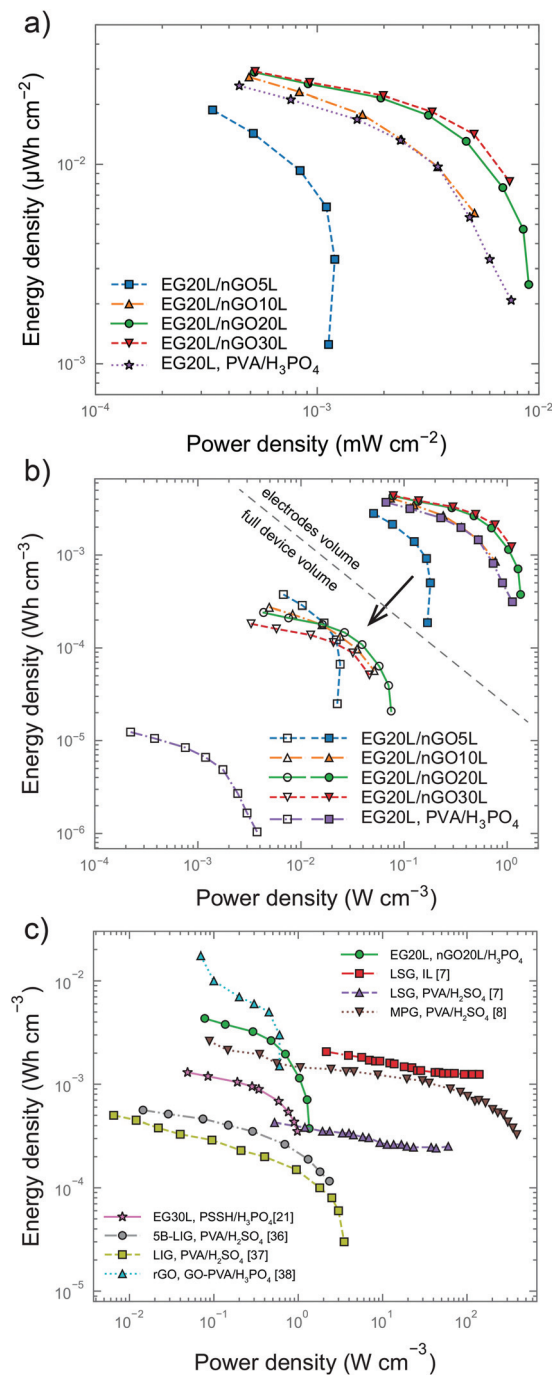 a)
Energy density (μWh cm⁻²)
10⁻²
10⁻³
EG20L/nGO5L
EG20L/nGO10L
EG20L/nGO20L
EG20L/nGO30L
EG20L, PVA/H₃PO₄
10⁻⁴ 10⁻³ 10⁻²
Power density (mW cm⁻²)
b)
Energy density (Wh cm⁻³)
10⁻³
10⁻⁴
10⁻⁵
10⁻⁶
electrodes volume
full device volume
EG20L/nGO5L
EG20L/nGO10L
EG20L/nGO20L
EG20L/nGO30L
EG20L, PVA/H₃PO₄
10⁻⁴ 10⁻³ 10⁻² 10⁻¹ 10⁰
Power density (W cm⁻³)
c)
Energy density (Wh cm⁻³)
10⁻²
10⁻³
10⁻⁴
10⁻⁵
EG20L, nGO20L/H₃PO₄
LSG, IL [7]
LSG, PVA/H₂SO₄ [7]
MPG, PVA/H₂SO₄ [8]
EG30L, PSSH/H₃PO₄[21]
5B-LIG, PVA/H₂SO₄ [36]
LIG, PVA/H₂SO₄ [37]
rGO, GO-PVA/H₃PO₄ [38]
10⁻² 10⁻¹ 10⁰ 10¹ 10²
Power density (W cm⁻³)